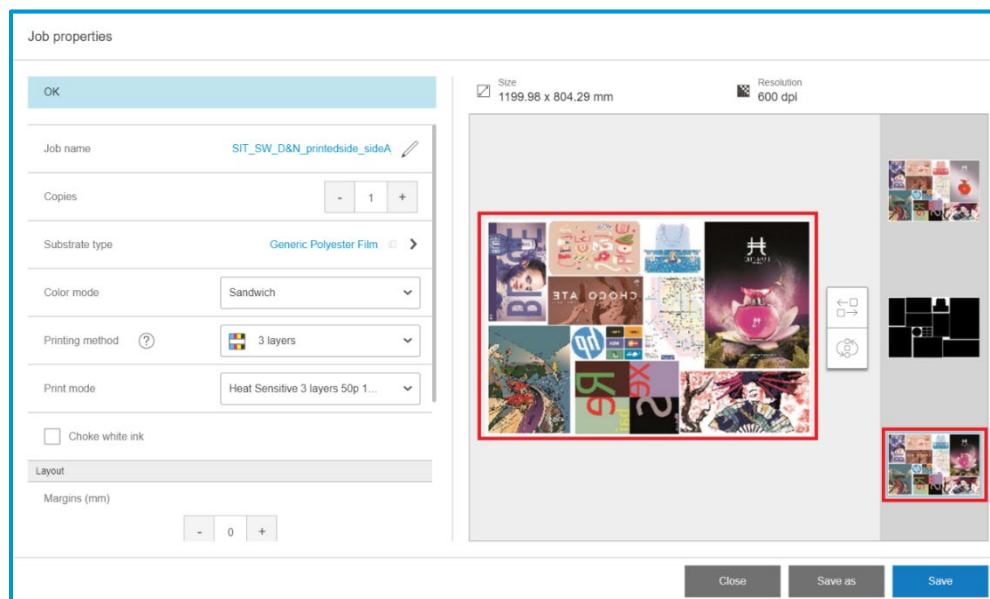 Job properties
OK
Size
1199.98 x 804.29 mm
Resolution
600 dpi
Job name
SIT_SW_D&N_printedside_sideA
Copies
- 1 +
Substrate type
Generic Polyester Film
Color mode
Sandwich
Printing method ?
3 layers
Print mode
Heat Sensitive 3 layers 50p 1...
Choke white ink
Layout
Margins (mm)
- 0 +
CHOCO ATE
hp
Close
Save as
Save